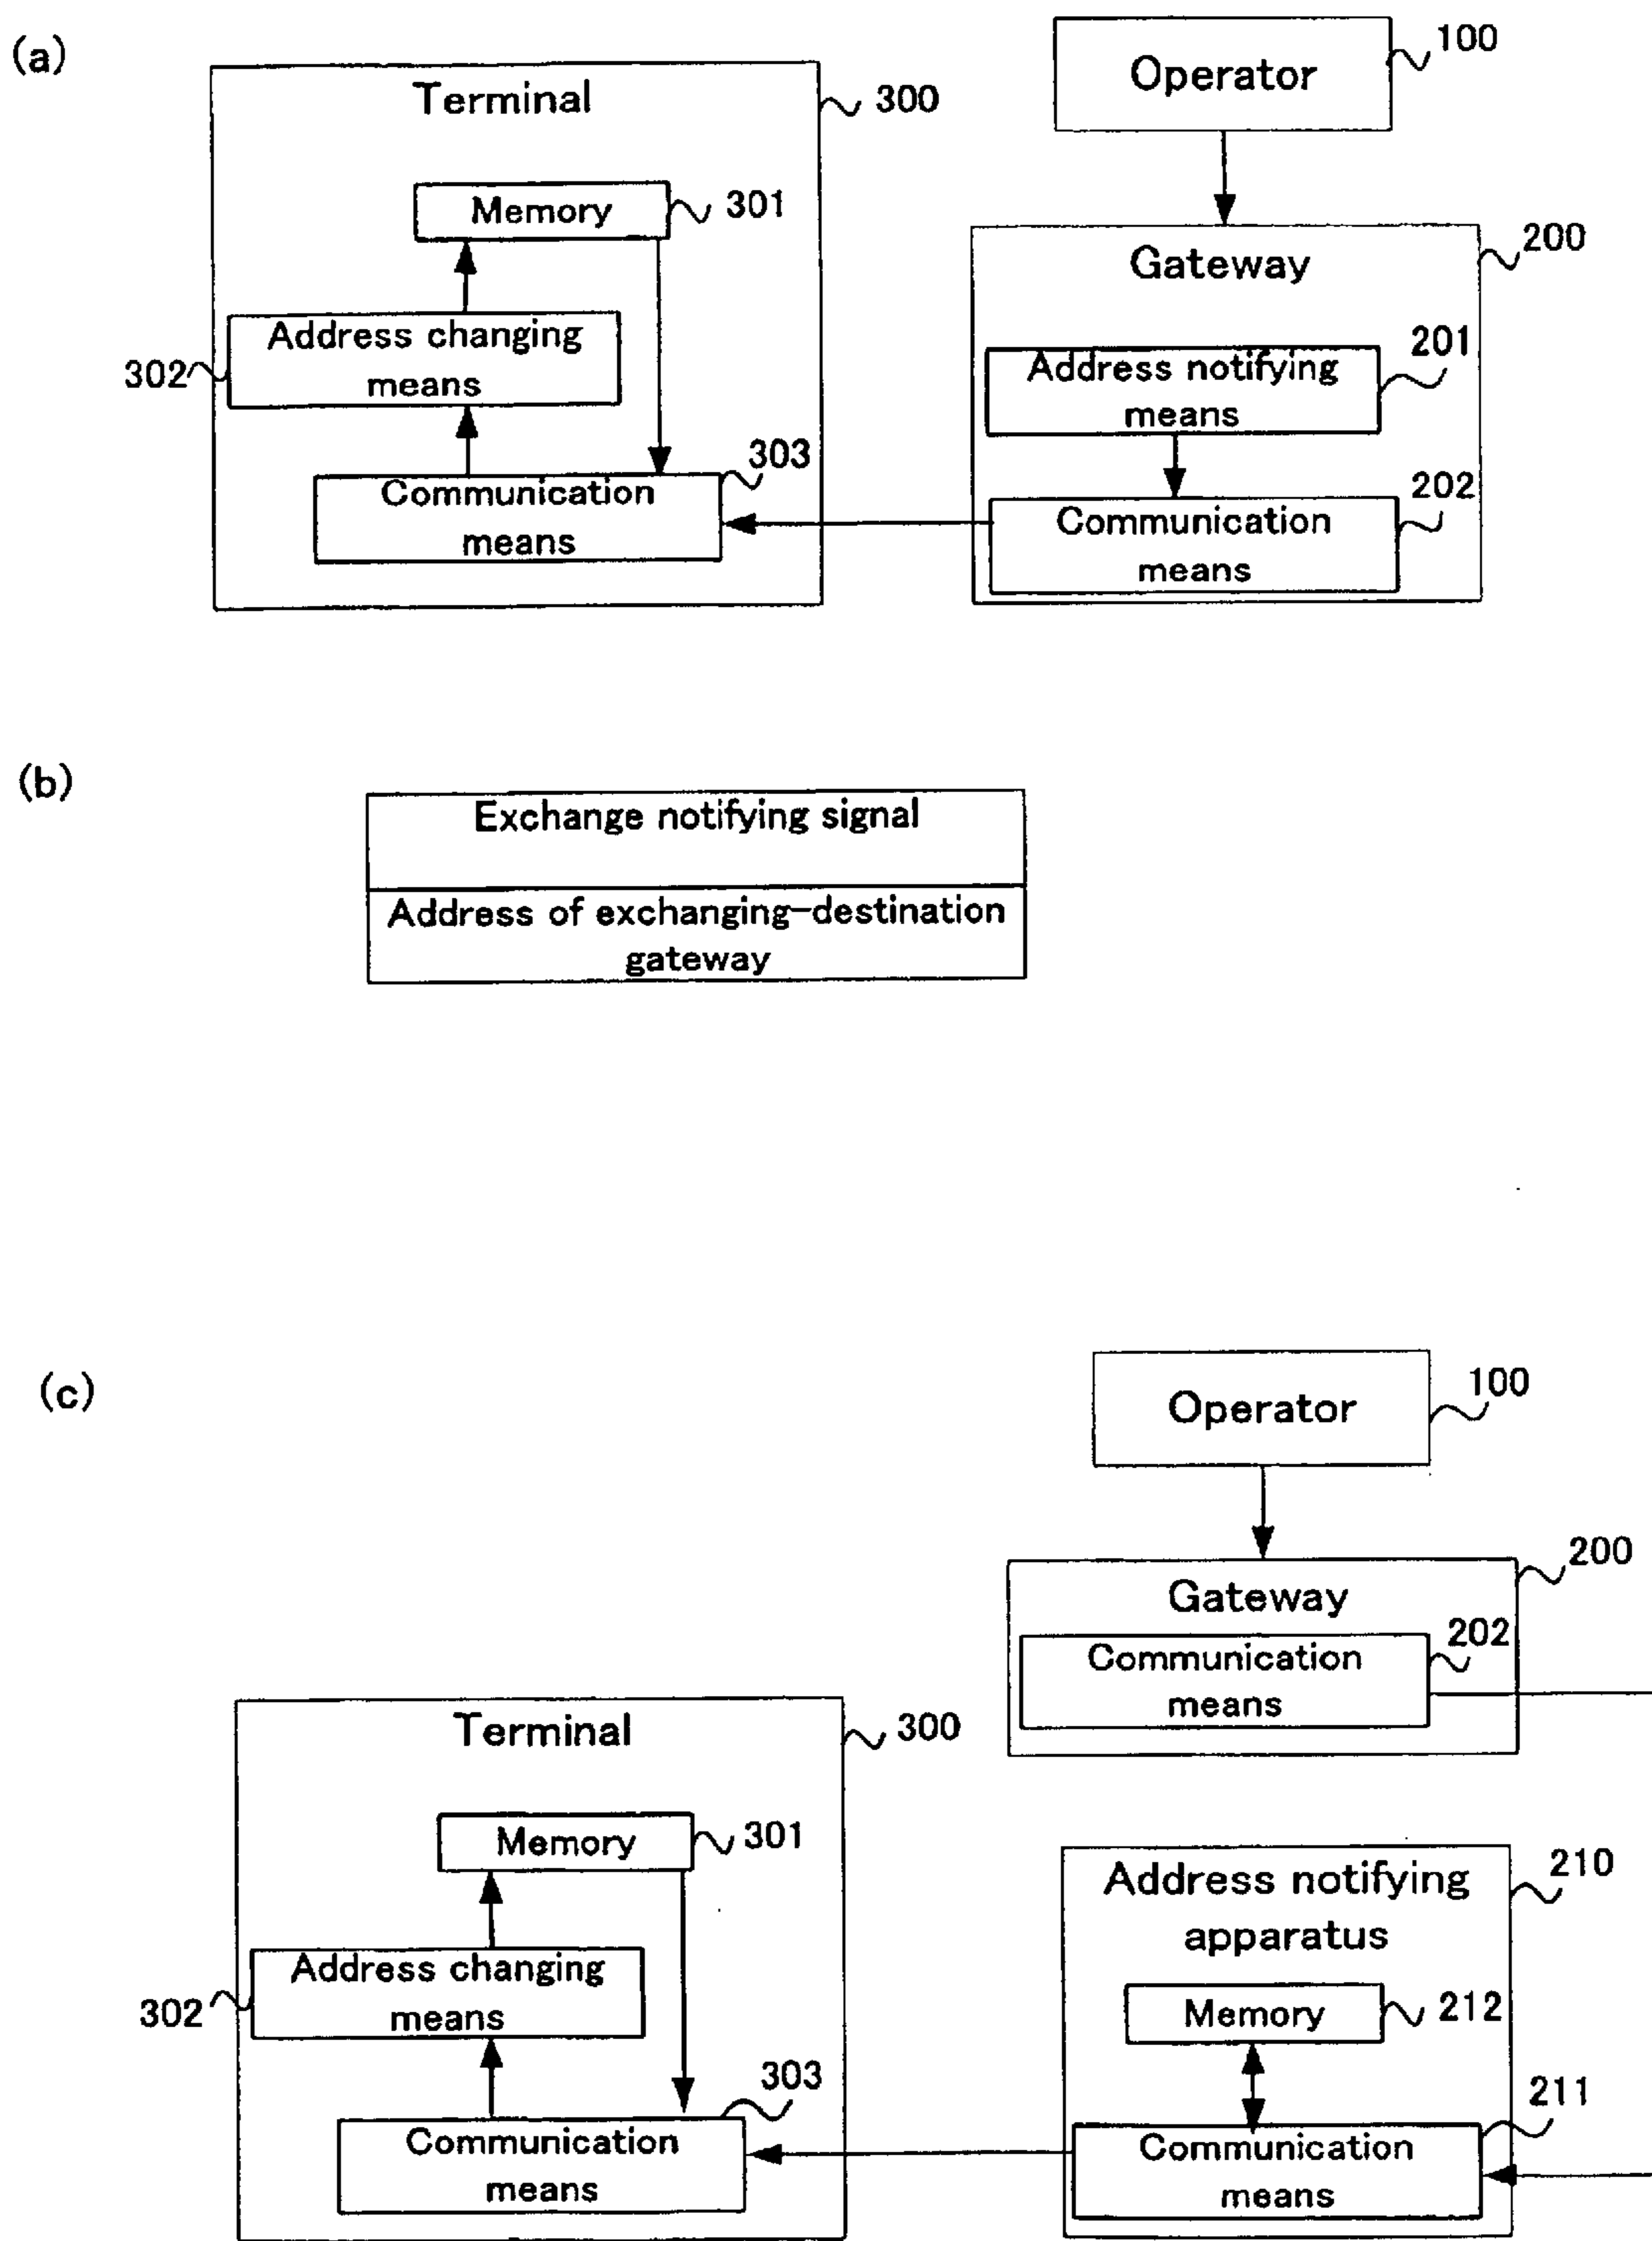 (a)
Operator
100
Terminal
300
Memory
301
Gateway
200
Address changing
means
302
Address notifying
means
201
Communication
means
303
Communication
means
202
(b)
Exchange notifying signal
Address of exchanging-destination
gateway
(c)
Operator
100
Gateway
200
Communication
means
202
Terminal
300
Memory
301
Address notifying
apparatus
210
Address changing
means
302
Memory
212
Communication
means
303
Communication
means
211